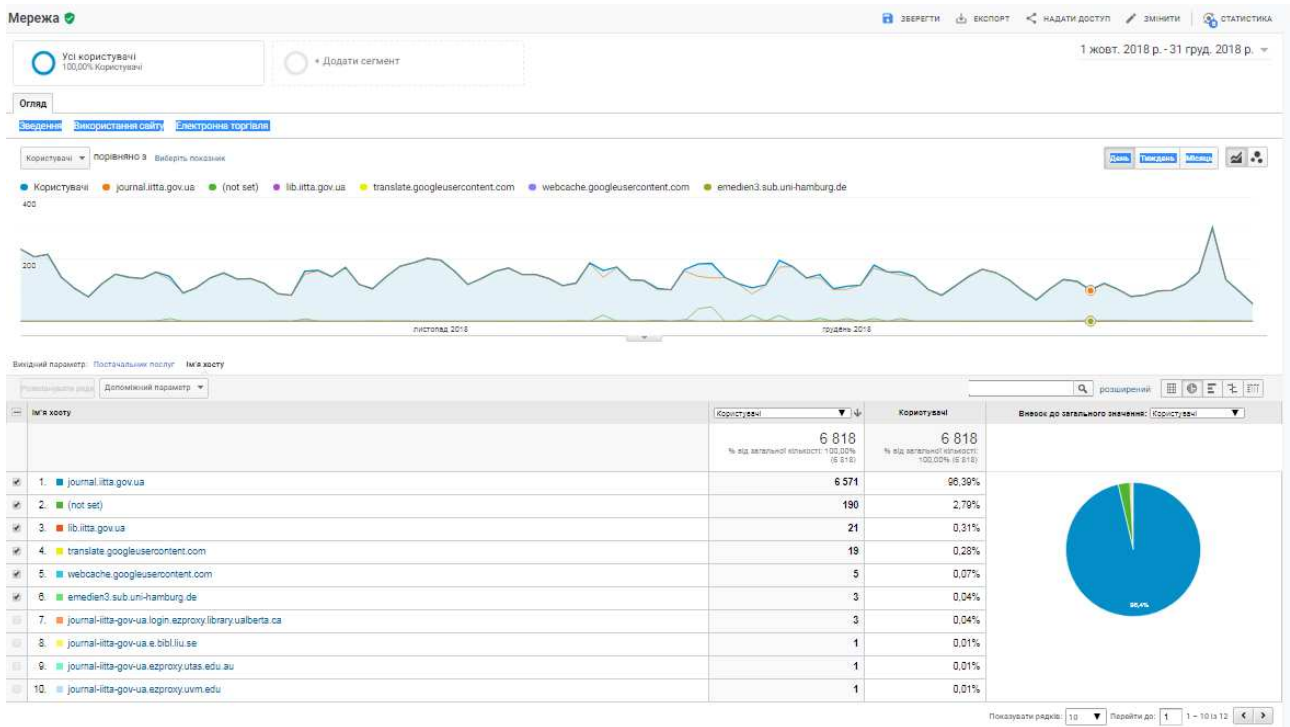 Мережа
ЗБЕРЕГТИ ЕКСПОРТ НАДАТИ ДОСТУП ЗМІНИТИ СТАТИСТИКА
Усі користувачі
100,00% Користувачі
+ Додати сегмент
1 жовт. 2018 р. - 31 груд. 2018 р.
Огляд
Зведення Використання сайту Електронна торгівля
Користувачі порівняно з Виберіть показник
День Тиждень Місяць
Користувачі journal.iitta.gov.ua (not set) lib.iitta.gov.ua translate.googleusercontent.com webcache.googleusercontent.com emedien3.sub.uni-hamburg.de
400
200
листопад 2018 грудень 2018
Вихідний параметр: Постачальник послуг Ім'я хосту
Допоміжний параметр розширений
Ім'я хосту Користувачі Користувачі Внесок до загального значення: Користувачі
6 818 6 818
% від загальної кількості: 100,00% (6 818) % від загальної кількості: 100,00% (6 818)
1. journal.iitta.gov.ua 6 571 96,39%
2. (not set) 190 2,79%
3. lib.iitta.gov.ua 21 0,31%
4. translate.googleusercontent.com 19 0,28%
5. webcache.googleusercontent.com 5 0,07%
6. emedien3.sub.uni-hamburg.de 3 0,04%
7. journal-iitta-gov-ua.login.ezproxy.library.ualberta.ca 3 0,04%
8. journal-iitta-gov-ua.e.bibl.liu.se 1 0,01%
9. journal-iitta-gov-ua.ezproxy.utas.edu.au 1 0,01%
10. journal-iitta-gov-ua.ezproxy.uvm.edu 1 0,01%
96,4%
Показувати рядків: 10 Перейти до: 1 1 – 10 із 12